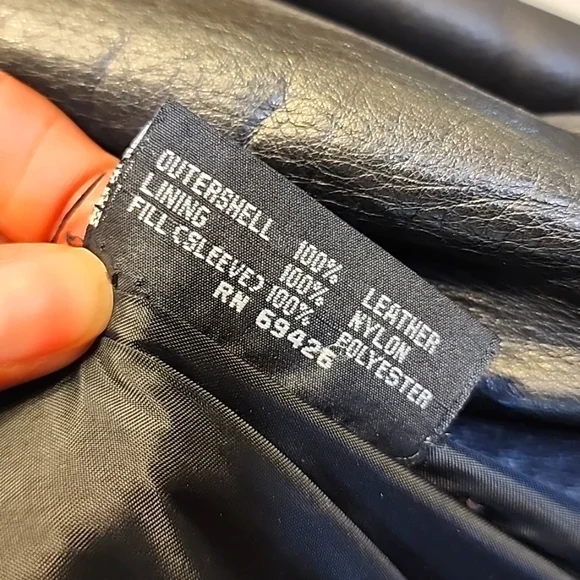 OUTERSHELL 100% LEATHER
LINING 100% NYLON
FILL (SLEEVE) 100% POLYESTER
RN 69426